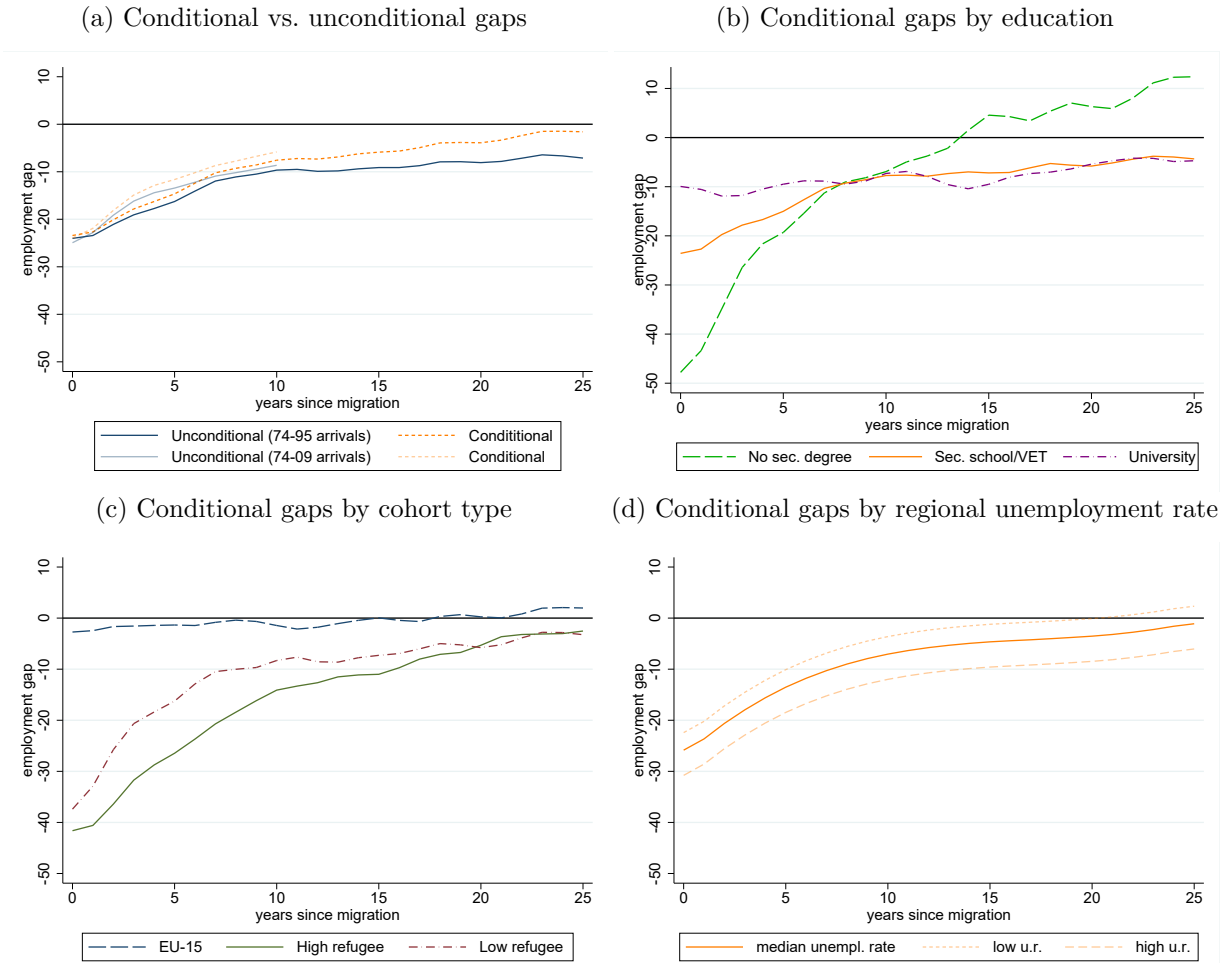 (a) Conditional vs. unconditional gaps
employment gap
10
0
-10
-20
-30
-40
-50
0 5 10 15 20 25
years since migration
Unconditional (74-95 arrivals) Condititional
Unconditional (74-09 arrivals) Conditional
(b) Conditional gaps by education
employment gap
10
0
-10
-20
-30
-40
-50
0 5 10 15 20 25
years since migration
No sec. degree Sec. school/VET University
(c) Conditional gaps by cohort type
employment gap
10
0
-10
-20
-30
-40
-50
0 5 10 15 20 25
years since migration
EU-15 High refugee Low refugee
(d) Conditional gaps by regional unemployment rate
employment gap
10
0
-10
-20
-30
-40
-50
0 5 10 15 20 25
years since migration
median unempl. rate low u.r. high u.r.